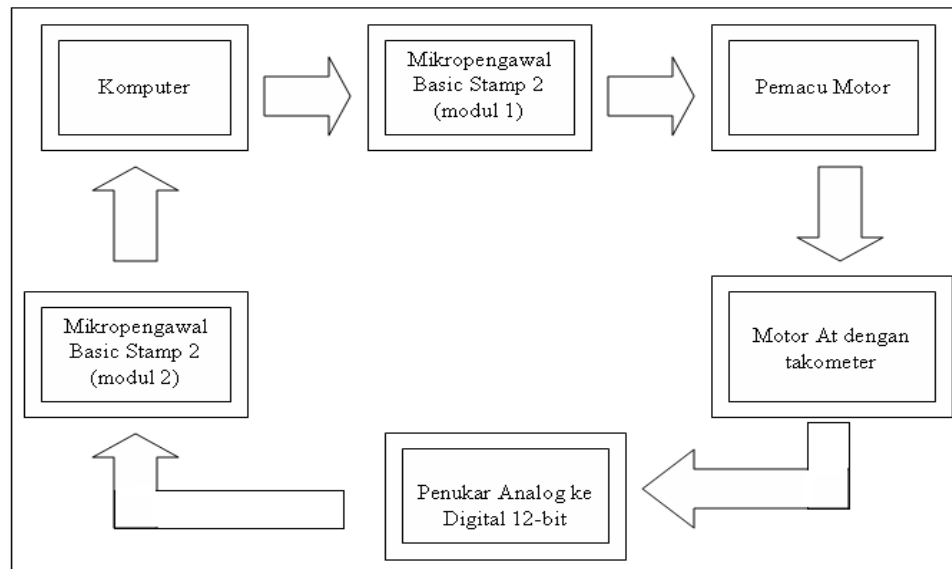 Komputer
Mikropengawal
Basic Stamp 2
(modul 1)
Pemacu Motor
Motor At dengan
takometer
Penukar Analog ke
Digital 12-bit
Mikropengawal
Basic Stamp 2
(modul 2)